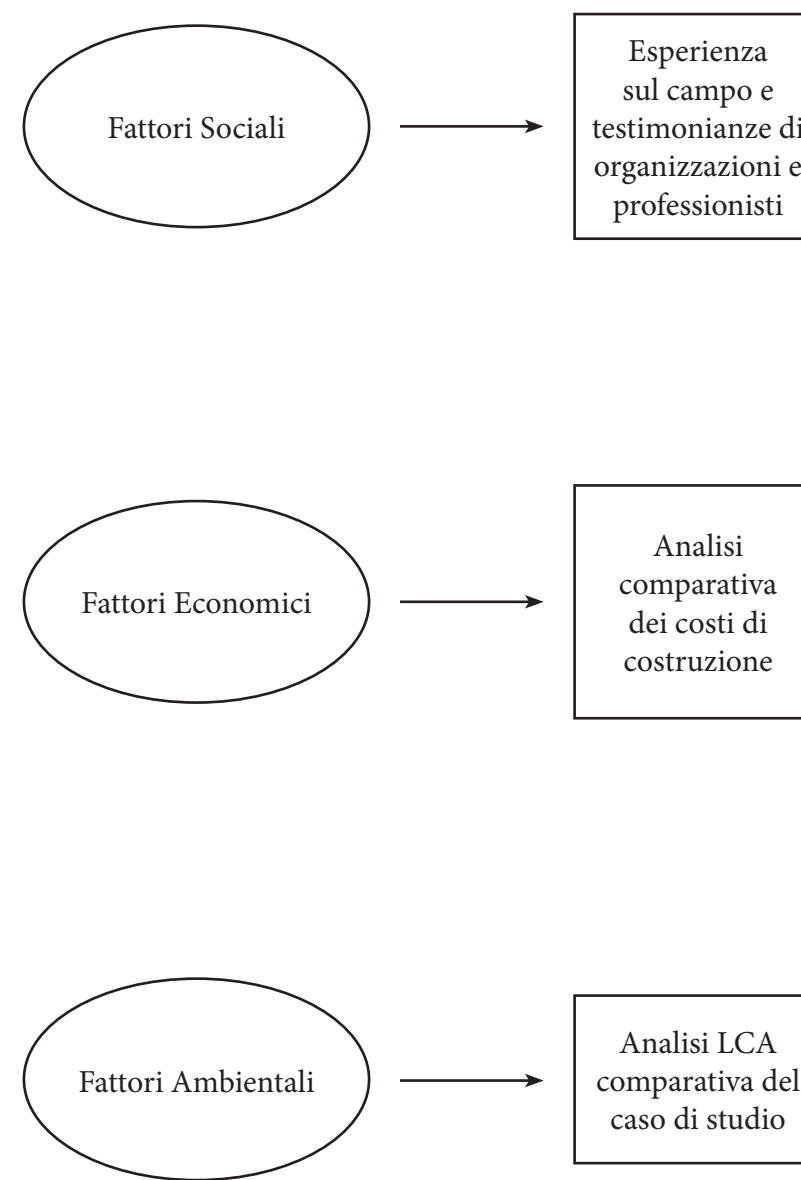 Fattori Sociali
Esperienza
sul campo e
testimonianze di
organizzazioni e
professionisti
Fattori Economici
Analisi
comparativa
dei costi di
costruzione
Fattori Ambientali
Analisi LCA
comparativa del
caso di studio